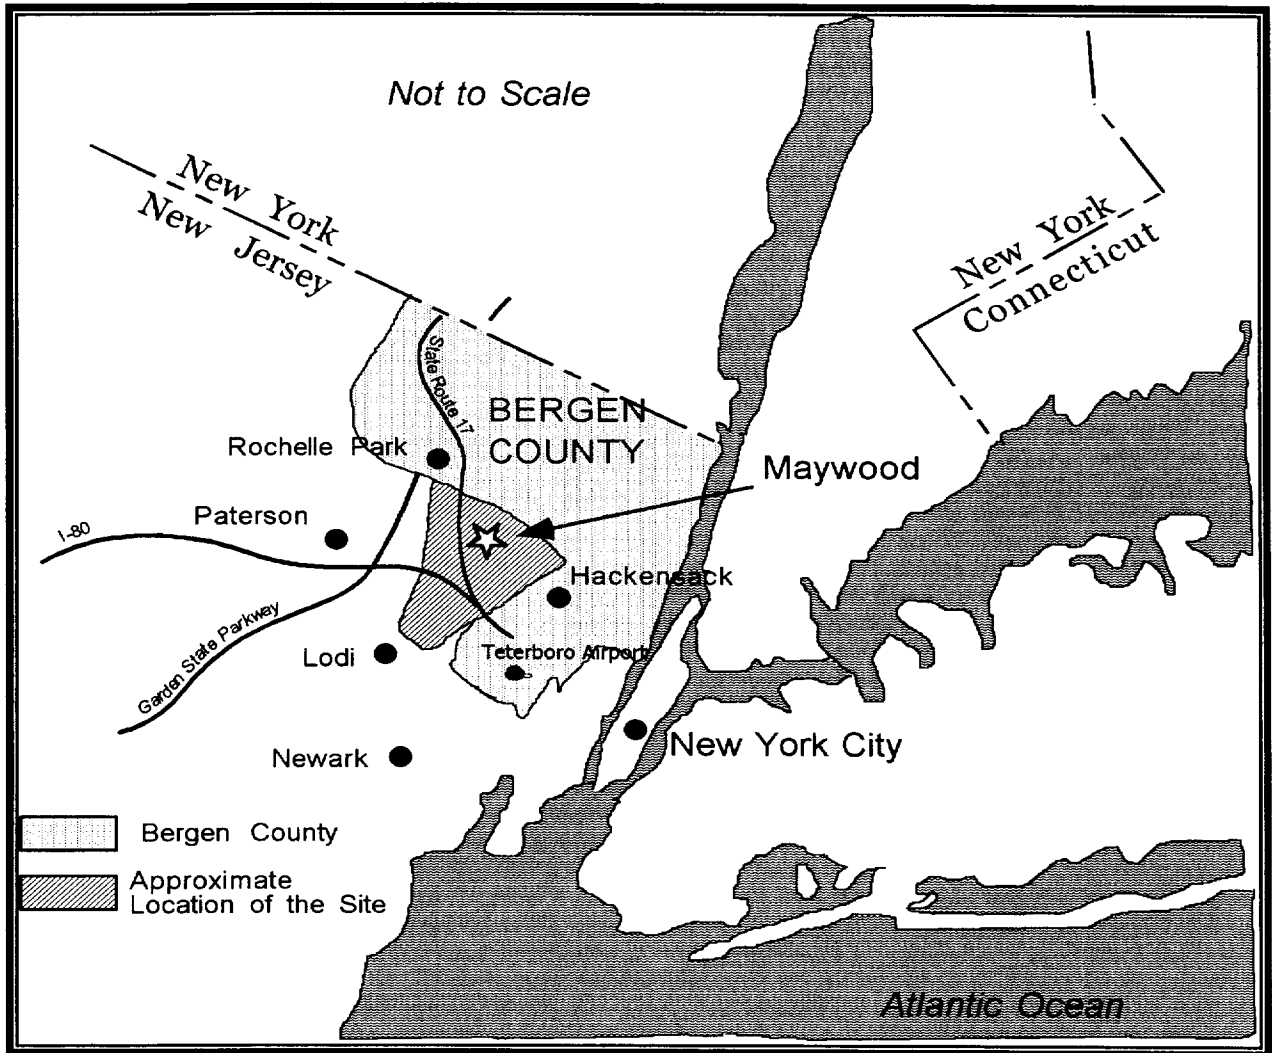 Not to Scale
New York
New Jersey
New York
Connecticut
State Route 17
BERGEN
COUNTY
Rochelle Park
Maywood
Paterson
I-80
Hackensack
Garden State Parkway
Lodi
Teterboro Airport
New York City
Newark
Bergen County
Approximate
Location of the Site
Atlantic Ocean